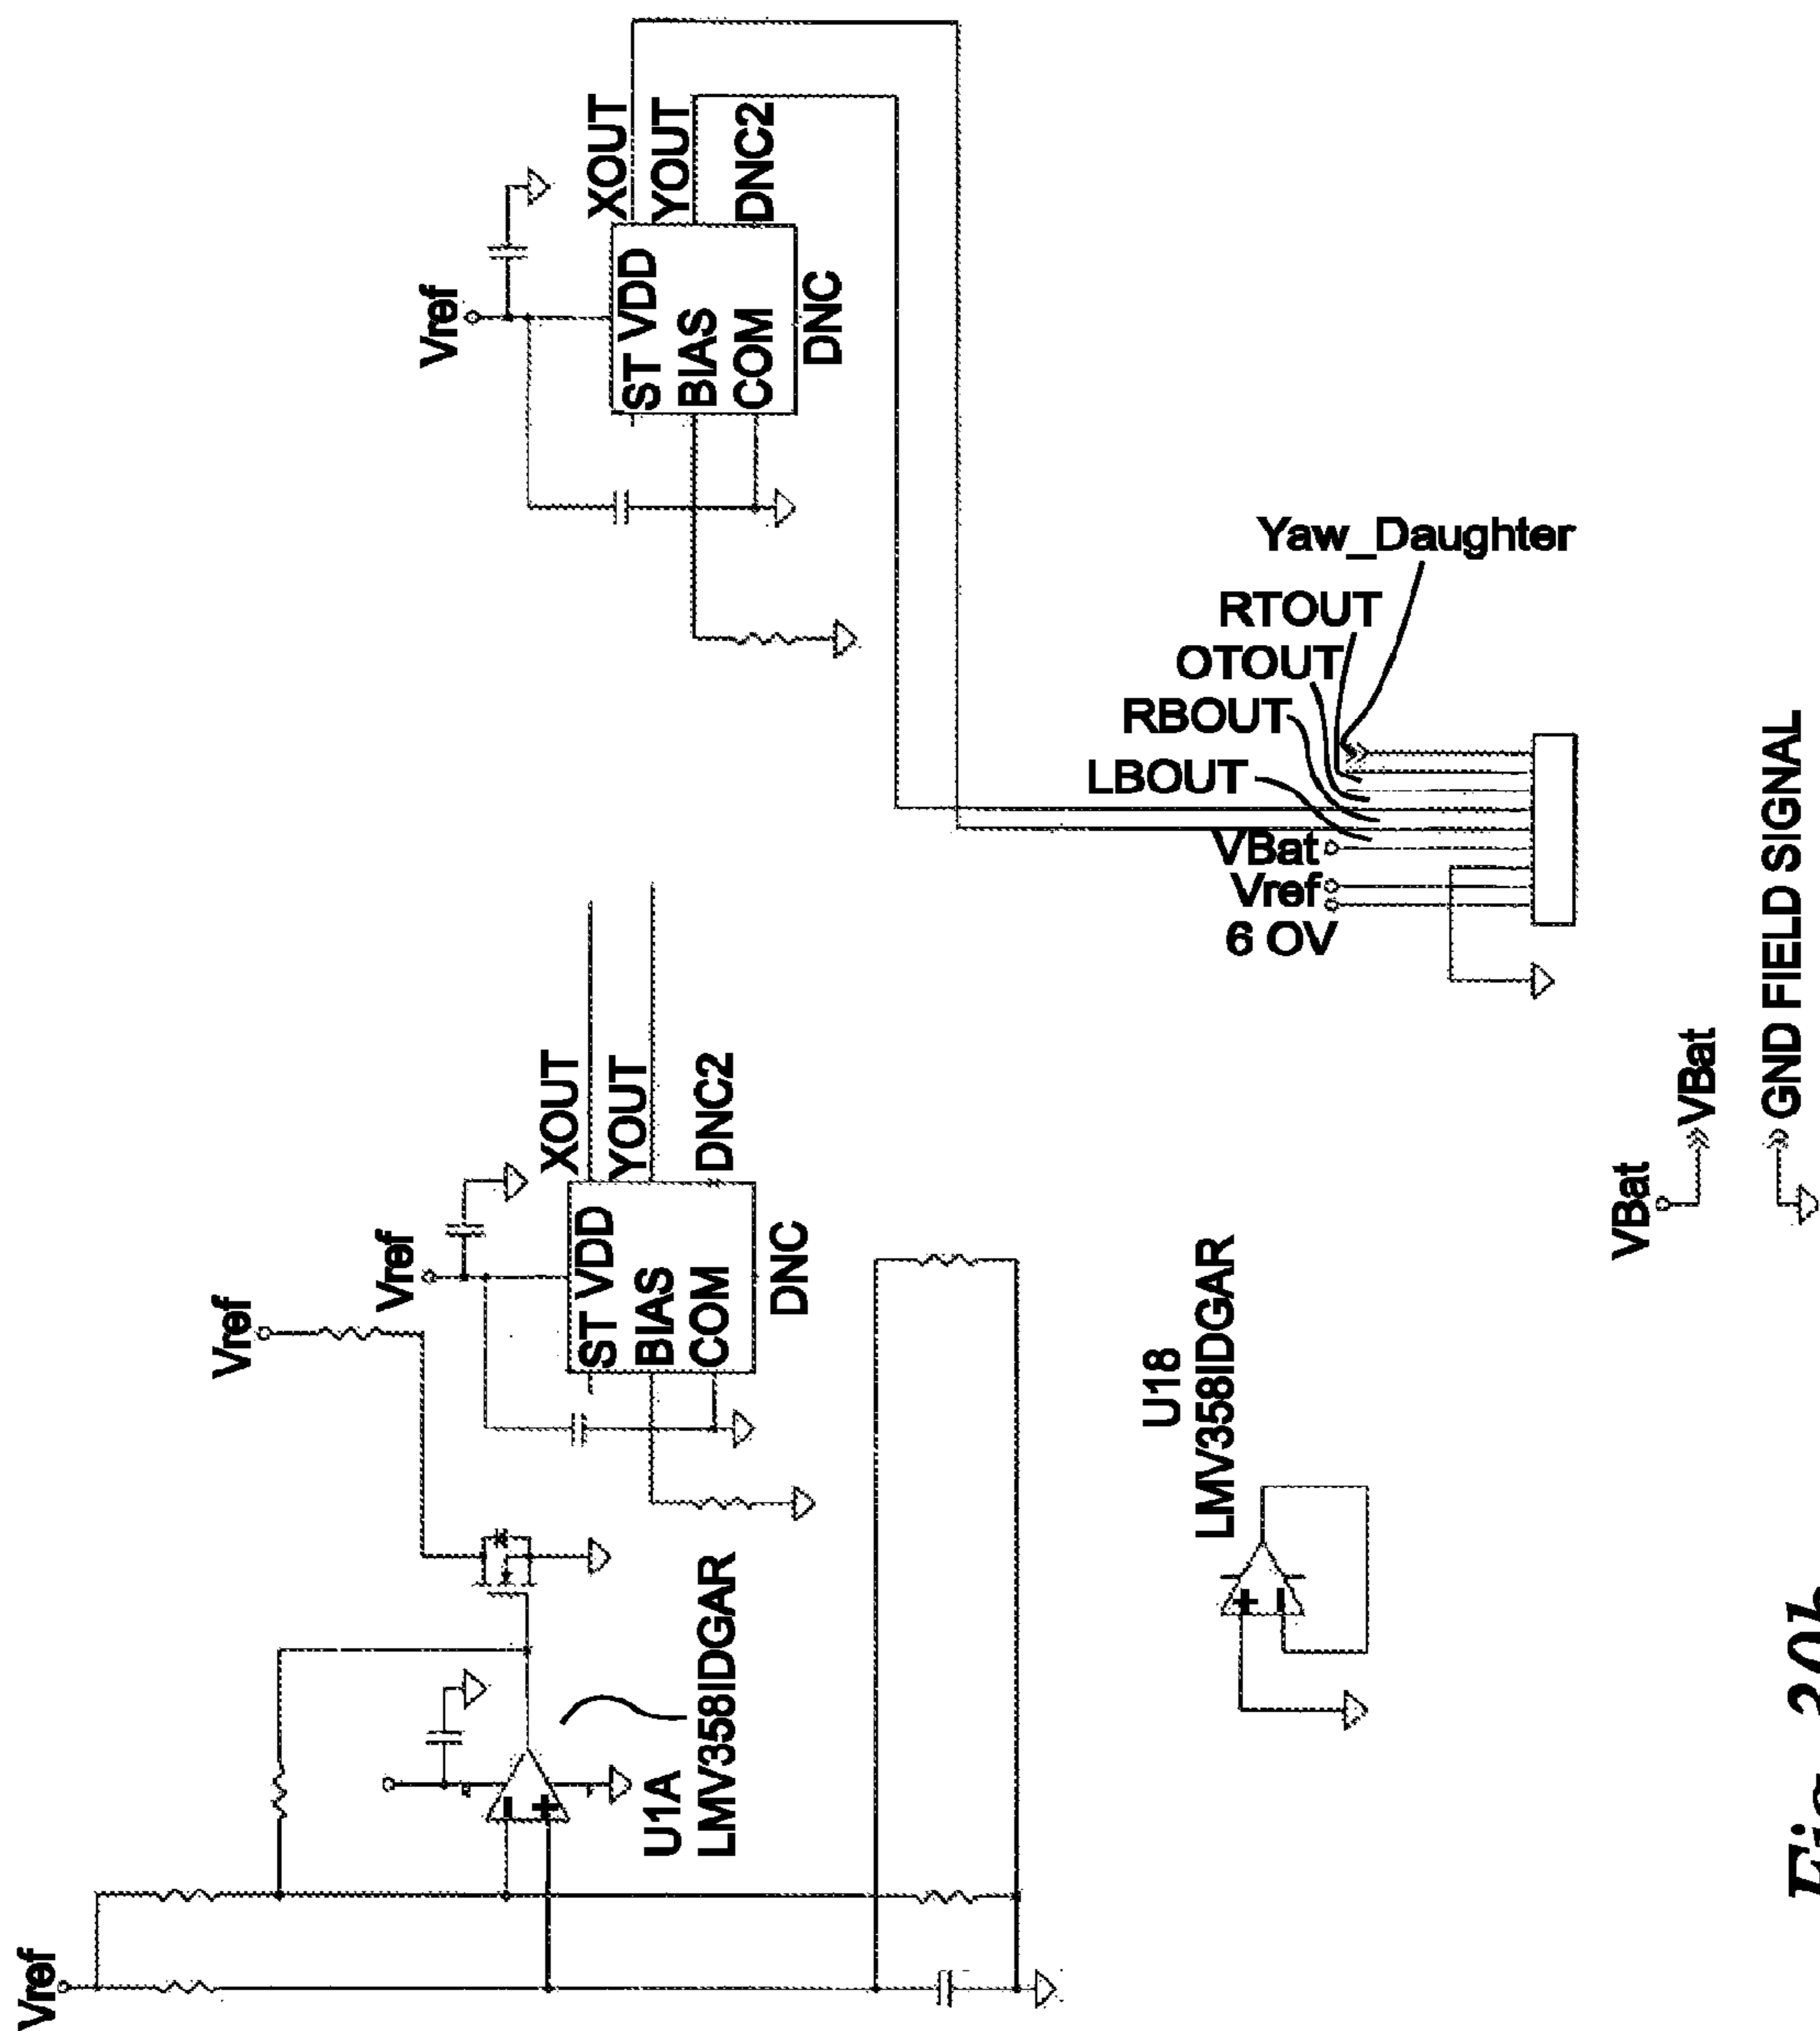 Vref
Vref
Vref
XOUT
YOUT
DNC2
ST VDD
BIAS
COM
DNC
U1A
LMV358IDGAR
Vref
XOUT
YOUT
DNC2
ST VDD
BIAS
COM
DNC
Yaw_Daughter
RTOUT
OTOUT
RBOUT
LBOUT
VBat
Vref
6 OV
U18
LMV358IDGAR
VBat
VBat
GND FIELD SIGNAL
Fig. 20b